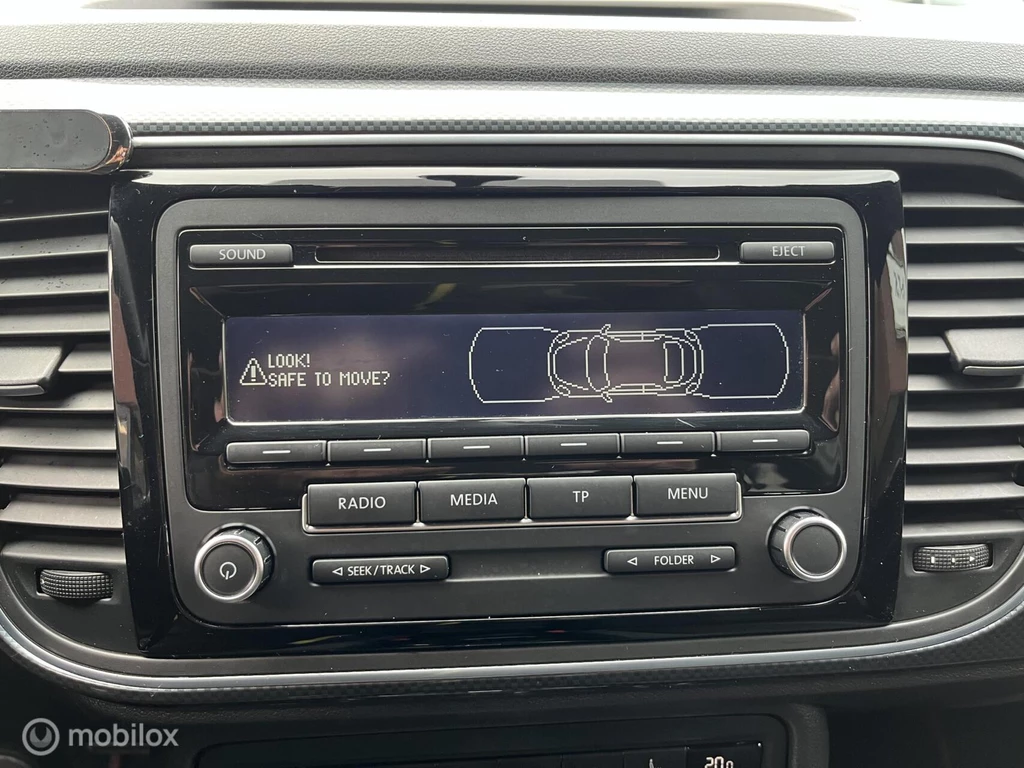 SOUND
EJECT
LOOK!
SAFE TO MOVE?
RADIO
MEDIA
TP
MENU
SEEK/TRACK
FOLDER
mobilox